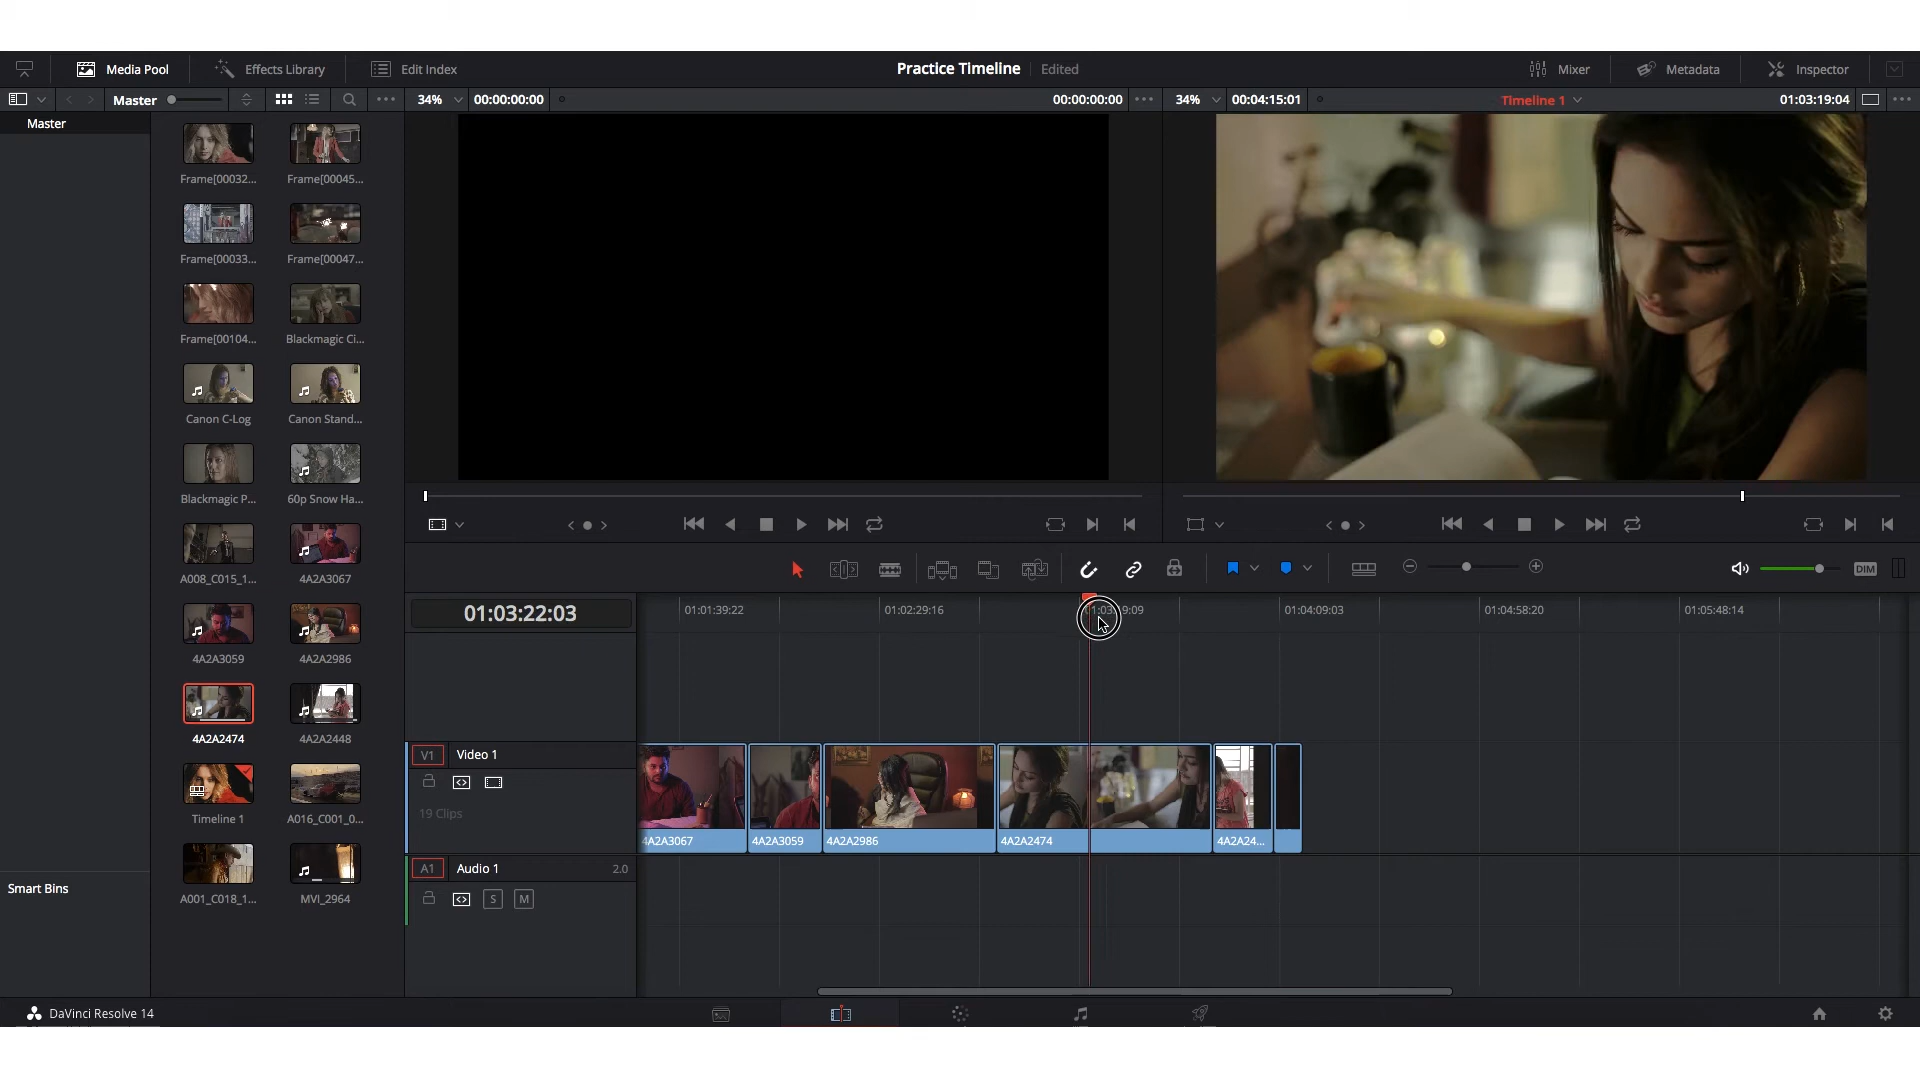 Media Pool
Effects Library
Edit Index
Practice Timeline
Edited
Mixer
Metadata
Inspector
Master
34%
00:00:00:00
00:00:00:00
34%
00:04:15:01
Timeline 1
01:03:19:04
Master
Frame[00032...
Frame[00045...
Frame[00033...
Frame[00047...
Frame[00104...
Blackmagic Ci...
Canon C-Log
Canon Stand...
Blackmagic P...
60p Snow Ha...
A008_C015_1...
4A2A3067
4A2A3059
4A2A2986
4A2A2474
4A2A2448
Timeline 1
A016_C001_0...
A001_C018_1...
MVI_2964
Smart Bins
DIM
01:03:22:03
01:01:39:22
01:02:29:16
01:04:09:03
01:04:58:20
01:05:48:14
V1
Video 1
19 Clips
4A2A3067
4A2A3059
4A2A2986
4A2A2474
4A2A24...
A1
Audio 1
2.0
S
M
DaVinci Resolve 14